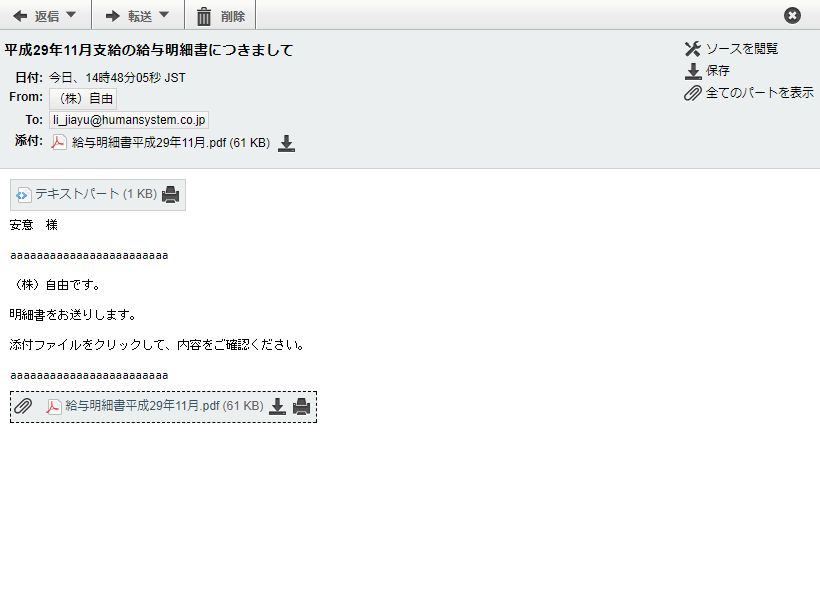 返信 転送 削除
平成29年11月支給の給与明細書につきまして
ソースを閲覧
日付: 今日、14時48分05秒 JST
保存
From: （株）自由
全てのパートを表示
To: li_jiayu@humansystem.co.jp
添付: 給与明細書平成29年11月.pdf (61 KB)
テキストパート (1 KB)
安意　様
aaaaaaaaaaaaaaaaaaaaaaaa
（株）自由です。
明細書をお送りします。
添付ファイルをクリックして、内容をご確認ください。
aaaaaaaaaaaaaaaaaaaaaaaa
給与明細書平成29年11月.pdf (61 KB)